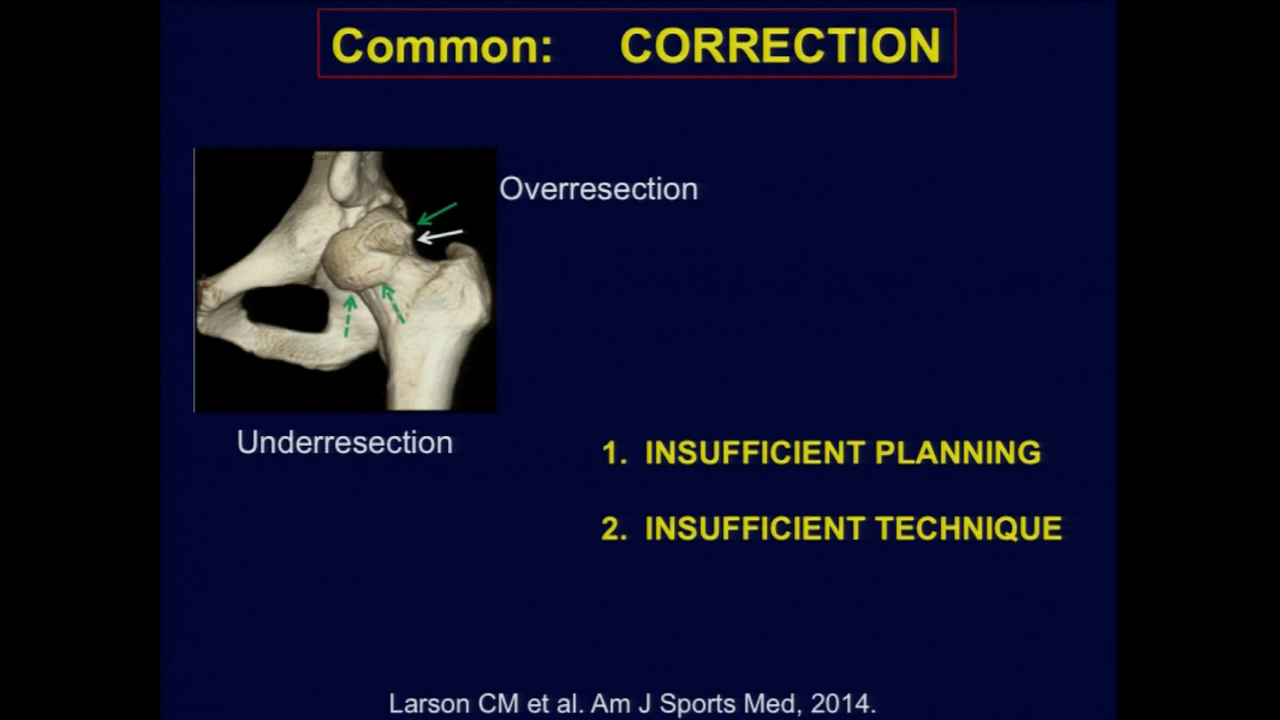 Common: CORRECTION
Overresection
Underresection
1. INSUFFICIENT PLANNING
2. INSUFFICIENT TECHNIQUE
Larson CM et al. Am J Sports Med, 2014.